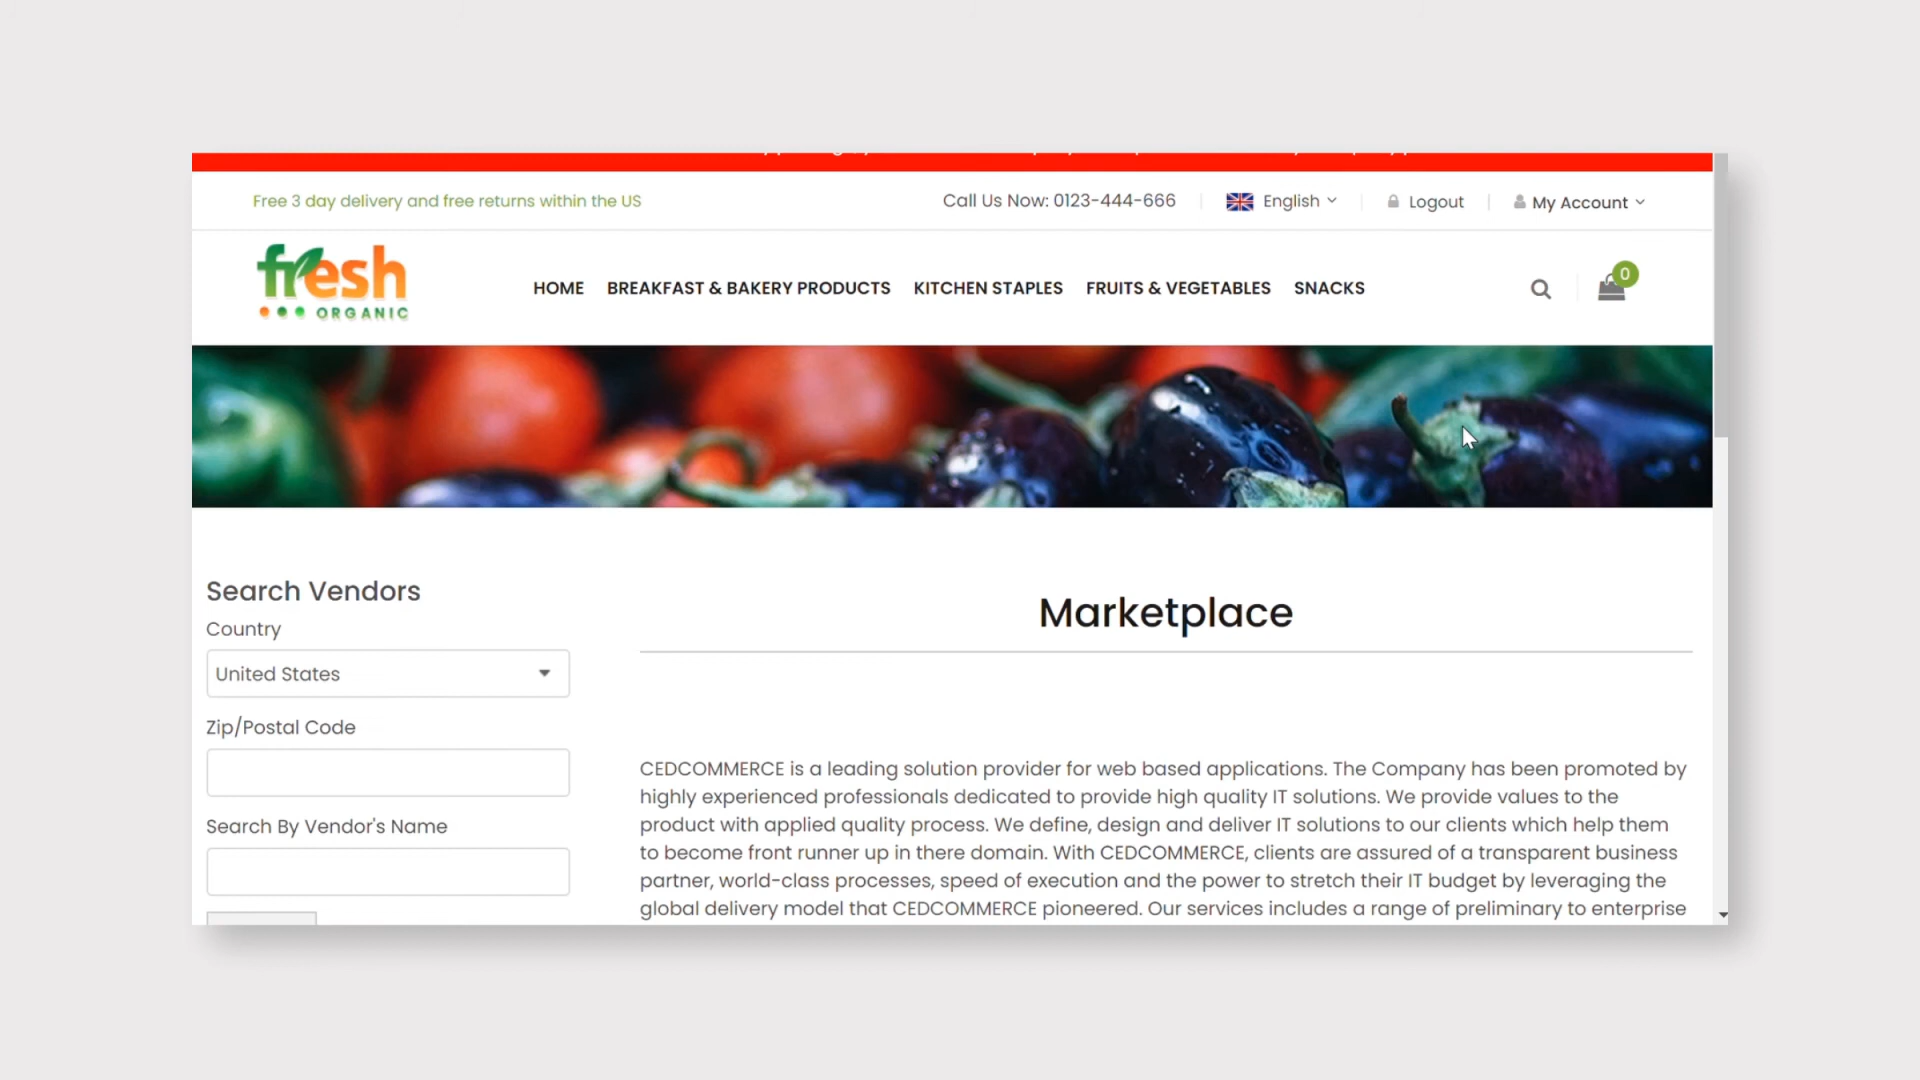 Free 3 day delivery and free returns within the US
Call Us Now: 0123-444-666
English
Logout
My Account
fresh
ORGANIC
HOME
BREAKFAST & BAKERY PRODUCTS
KITCHEN STAPLES
FRUITS & VEGETABLES
SNACKS
0
Search Vendors
Country
United States
Zip/Postal Code
Search By Vendor's Name
Marketplace
CEDCOMMERCE is a leading solution provider for web based applications. The Company has been promoted by
highly experienced professionals dedicated to provide high quality IT solutions. We provide values to the
product with applied quality process. We define, design and deliver IT solutions to our clients which help them
to become front runner up in there domain. With CEDCOMMERCE, clients are assured of a transparent business
partner, world-class processes, speed of execution and the power to stretch their IT budget by leveraging the
global delivery model that CEDCOMMERCE pioneered. Our services includes a range of preliminary to enterprise